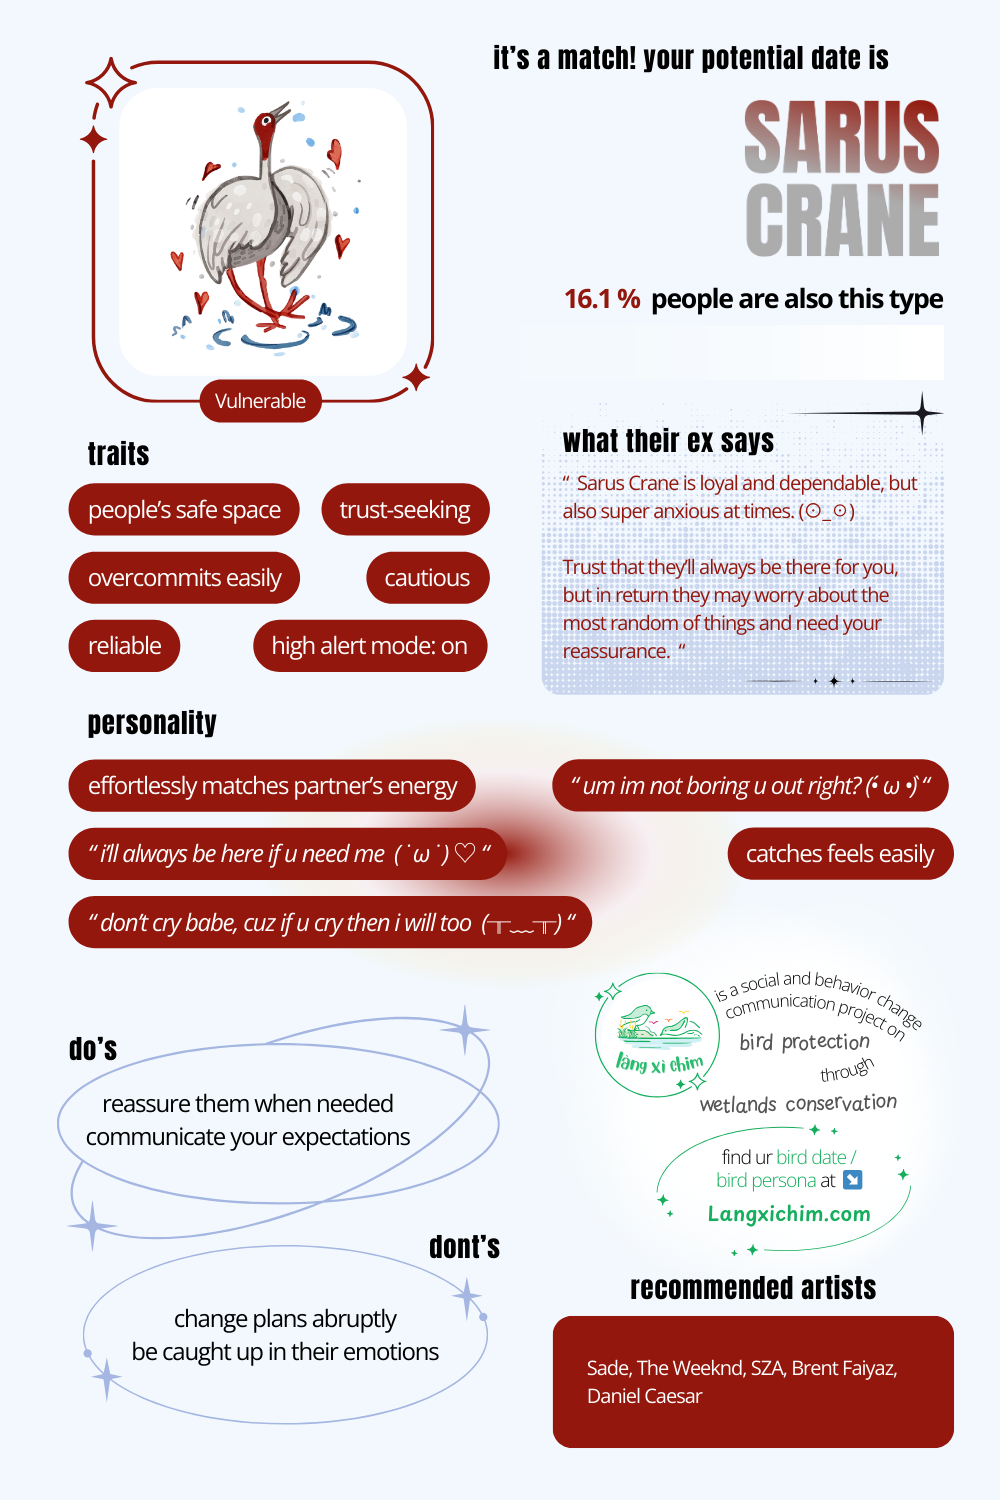 it's a match! your potential date is
SARUS
CRANE
16.1 % people are also this type
Vulnerable
traits
people's safe space
trust-seeking
overcommits easily
cautious
reliable
high alert mode: on
what their ex says
“ Sarus Crane is loyal and dependable, but
also super anxious at times. (⊙_⊙)
Trust that they'll always be there for you,
but in return they may worry about the
most random of things and need your
reassurance. “
personality
effortlessly matches partner's energy
“ um im not boring u out right? (•́ ω •̀) “
“ i'll always be here if u need me (˙ω˙)♡ “
catches feels easily
“ don't cry babe, cuz if u cry then i will too (╥﹏╥) “
do's
reassure them when needed
communicate your expectations
dont's
change plans abruptly
be caught up in their emotions
làng xì chim
is a social and behavior change
communication project on
bird protection
through
wetlands conservation
find ur bird date /
bird persona at ↘️
Langxichim.com
recommended artists
Sade, The Weeknd, SZA, Brent Faiyaz,
Daniel Caesar